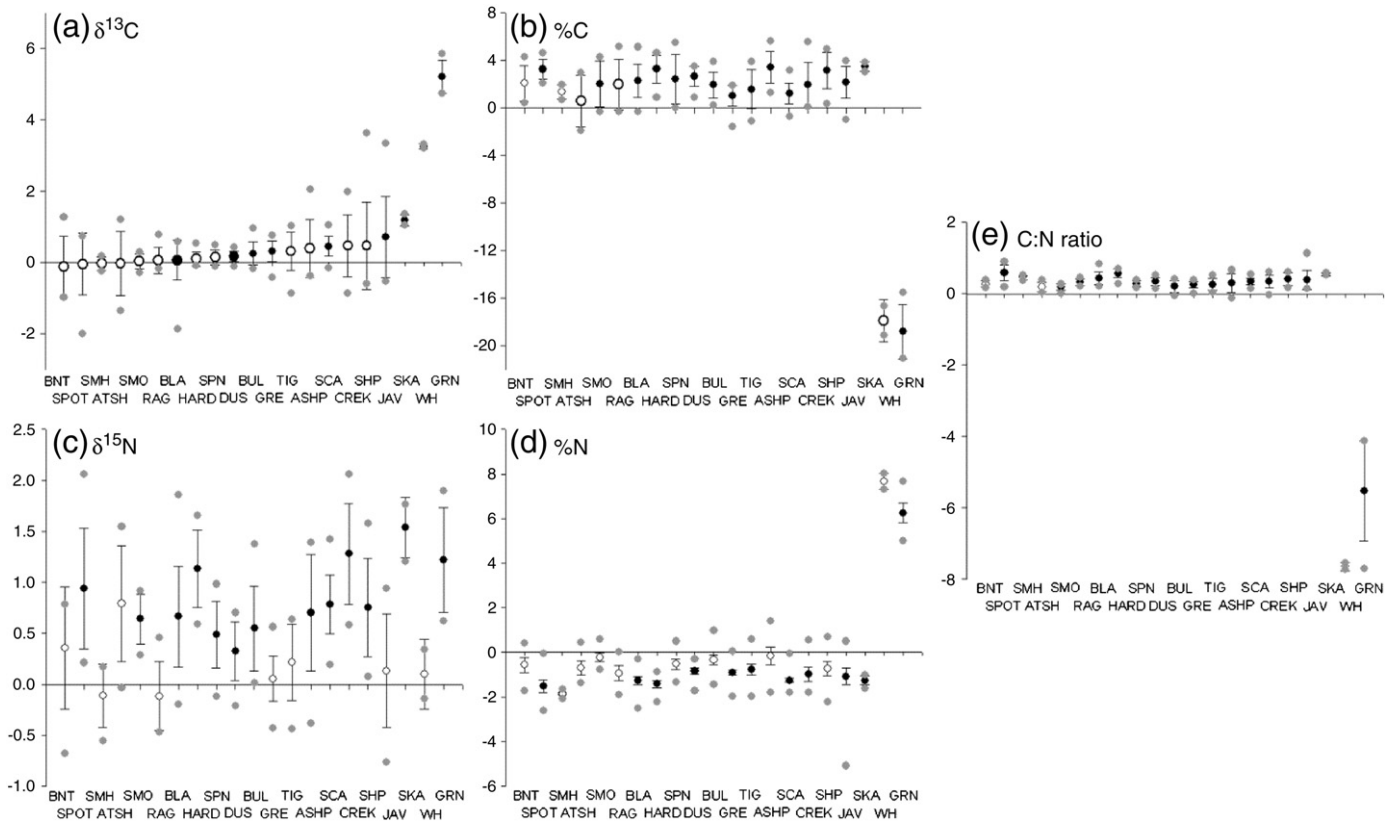 (a) δ¹³C
6
4
2
0
-2
BNT SMH SMO BLA SPN BUL TIG SCA SHP SKA GRN
SPOT ATSH RAG HARD DUS GRE ASHP CREK JAV WH
(b) %C
8
4
0
-4
-8
-12
-16
-20
BNT SMH SMO BLA SPN BUL TIG SCA SHP SKA GRN
SPOT ATSH RAG HARD DUS GRE ASHP CREK JAV WH
(c) δ¹⁵N
2.5
2.0
1.5
1.0
0.5
0.0
-0.5
-1.0
BNT SMH SMO BLA SPN BUL TIG SCA SHP SKA GRN
SPOT ATSH RAG HARD DUS GRE ASHP CREK JAV WH
(d) %N
10
8
6
4
2
0
-2
-4
-6
BNT SMH SMO BLA SPN BUL TIG SCA SHP SKA GRN
SPOT ATSH RAG HARD DUS GRE ASHP CREK JAV WH
(e) C:N ratio
2
0
-2
-4
-6
-8
BNT SMH SMO BLA SPN BUL TIG SCA SHP SKA GRN
SPOT ATSH RAG HARD DUS GRE ASHP CREK JAV WH